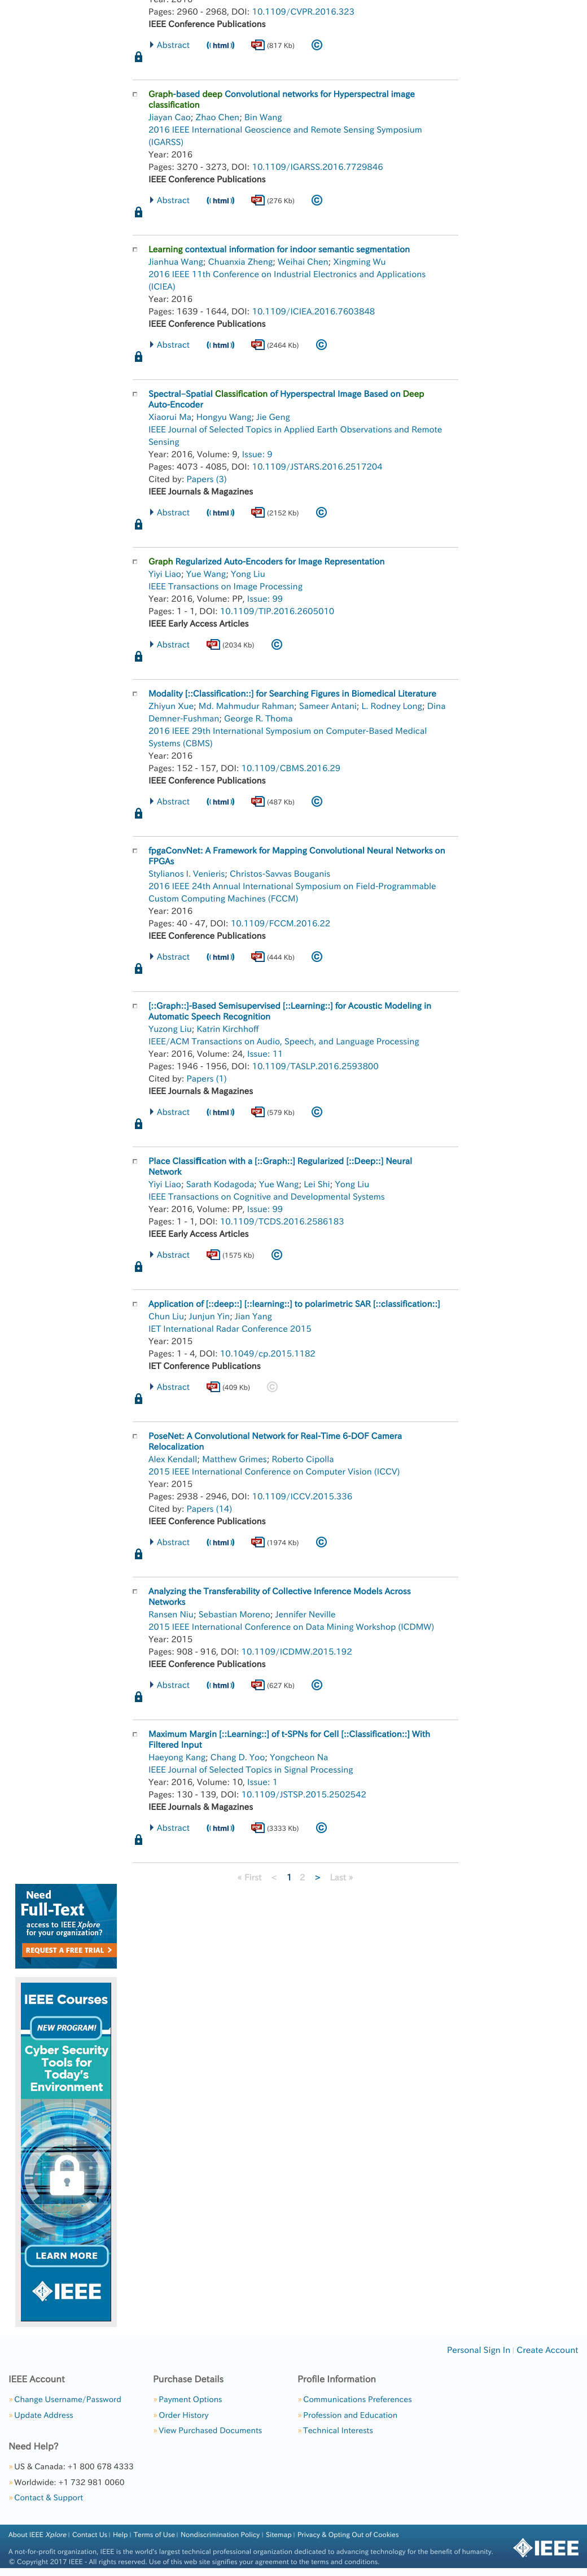 Pages: 2960 - 2968, DOI: 10.1109/CVPR.2016.323
IEEE Conference Publications
Abstract html PDF (817 Kb) ©
Graph-based deep Convolutional networks for Hyperspectral image
classification
Jiayan Cao; Zhao Chen; Bin Wang
2016 IEEE International Geoscience and Remote Sensing Symposium
(IGARSS)
Year: 2016
Pages: 3270 - 3273, DOI: 10.1109/IGARSS.2016.7729846
IEEE Conference Publications
Abstract html PDF (276 Kb) ©
Learning contextual information for indoor semantic segmentation
Jianhua Wang; Chuanxia Zheng; Weihai Chen; Xingming Wu
2016 IEEE 11th Conference on Industrial Electronics and Applications
(ICIEA)
Year: 2016
Pages: 1639 - 1644, DOI: 10.1109/ICIEA.2016.7603848
IEEE Conference Publications
Abstract html PDF (2464 Kb) ©
Spectral–Spatial Classification of Hyperspectral Image Based on Deep
Auto-Encoder
Xiaorui Ma; Hongyu Wang; Jie Geng
IEEE Journal of Selected Topics in Applied Earth Observations and Remote
Sensing
Year: 2016, Volume: 9, Issue: 9
Pages: 4073 - 4085, DOI: 10.1109/JSTARS.2016.2517204
Cited by: Papers (3)
IEEE Journals & Magazines
Abstract html PDF (2152 Kb) ©
Graph Regularized Auto-Encoders for Image Representation
Yiyi Liao; Yue Wang; Yong Liu
IEEE Transactions on Image Processing
Year: 2016, Volume: PP, Issue: 99
Pages: 1 - 1, DOI: 10.1109/TIP.2016.2605010
IEEE Early Access Articles
Abstract PDF (2034 Kb) ©
Modality [::Classification::] for Searching Figures in Biomedical Literature
Zhiyun Xue; Md. Mahmudur Rahman; Sameer Antani; L. Rodney Long; Dina
Demner-Fushman; George R. Thoma
2016 IEEE 29th International Symposium on Computer-Based Medical
Systems (CBMS)
Year: 2016
Pages: 152 - 157, DOI: 10.1109/CBMS.2016.29
IEEE Conference Publications
Abstract html PDF (487 Kb) ©
fpgaConvNet: A Framework for Mapping Convolutional Neural Networks on
FPGAs
Stylianos I. Venieris; Christos-Savvas Bouganis
2016 IEEE 24th Annual International Symposium on Field-Programmable
Custom Computing Machines (FCCM)
Year: 2016
Pages: 40 - 47, DOI: 10.1109/FCCM.2016.22
IEEE Conference Publications
Abstract html PDF (444 Kb) ©
[::Graph::]-Based Semisupervised [::Learning::] for Acoustic Modeling in
Automatic Speech Recognition
Yuzong Liu; Katrin Kirchhoff
IEEE/ACM Transactions on Audio, Speech, and Language Processing
Year: 2016, Volume: 24, Issue: 11
Pages: 1946 - 1956, DOI: 10.1109/TASLP.2016.2593800
Cited by: Papers (1)
IEEE Journals & Magazines
Abstract html PDF (579 Kb) ©
Place Classification with a [::Graph::] Regularized [::Deep::] Neural
Network
Yiyi Liao; Sarath Kodagoda; Yue Wang; Lei Shi; Yong Liu
IEEE Transactions on Cognitive and Developmental Systems
Year: 2016, Volume: PP, Issue: 99
Pages: 1 - 1, DOI: 10.1109/TCDS.2016.2586183
IEEE Early Access Articles
Abstract PDF (1575 Kb) ©
Application of [::deep::] [::learning::] to polarimetric SAR [::classification::]
Chun Liu; Junjun Yin; Jian Yang
IET International Radar Conference 2015
Year: 2015
Pages: 1 - 4, DOI: 10.1049/cp.2015.1182
IET Conference Publications
Abstract PDF (409 Kb) ©
PoseNet: A Convolutional Network for Real-Time 6-DOF Camera
Relocalization
Alex Kendall; Matthew Grimes; Roberto Cipolla
2015 IEEE International Conference on Computer Vision (ICCV)
Year: 2015
Pages: 2938 - 2946, DOI: 10.1109/ICCV.2015.336
Cited by: Papers (14)
IEEE Conference Publications
Abstract html PDF (1974 Kb) ©
Analyzing the Transferability of Collective Inference Models Across
Networks
Ransen Niu; Sebastian Moreno; Jennifer Neville
2015 IEEE International Conference on Data Mining Workshop (ICDMW)
Year: 2015
Pages: 908 - 916, DOI: 10.1109/ICDMW.2015.192
IEEE Conference Publications
Abstract html PDF (627 Kb) ©
Maximum Margin [::Learning::] of t-SPNs for Cell [::Classification::] With
Filtered Input
Haeyong Kang; Chang D. Yoo; Yongcheon Na
IEEE Journal of Selected Topics in Signal Processing
Year: 2016, Volume: 10, Issue: 1
Pages: 130 - 139, DOI: 10.1109/JSTSP.2015.2502542
IEEE Journals & Magazines
Abstract html PDF (3333 Kb) ©
« First < 1 2 > Last »
Need
Full-Text
access to IEEE Xplore
for your organization?
REQUEST A FREE TRIAL >
IEEE Courses
NEW PROGRAM!
Cyber Security
Tools for
Today's
Environment
LEARN MORE
IEEE
Personal Sign In | Create Account
IEEE Account
» Change Username/Password
» Update Address
Purchase Details
» Payment Options
» Order History
» View Purchased Documents
Profile Information
» Communications Preferences
» Profession and Education
» Technical Interests
Need Help?
» US & Canada: +1 800 678 4333
» Worldwide: +1 732 981 0060
» Contact & Support
About IEEE Xplore | Contact Us | Help | Terms of Use | Nondiscrimination Policy | Sitemap | Privacy & Opting Out of Cookies
A not-for-profit organization, IEEE is the world's largest technical professional organization dedicated to advancing technology for the benefit of humanity.
© Copyright 2017 IEEE - All rights reserved. Use of this web site signifies your agreement to the terms and conditions.
IEEE